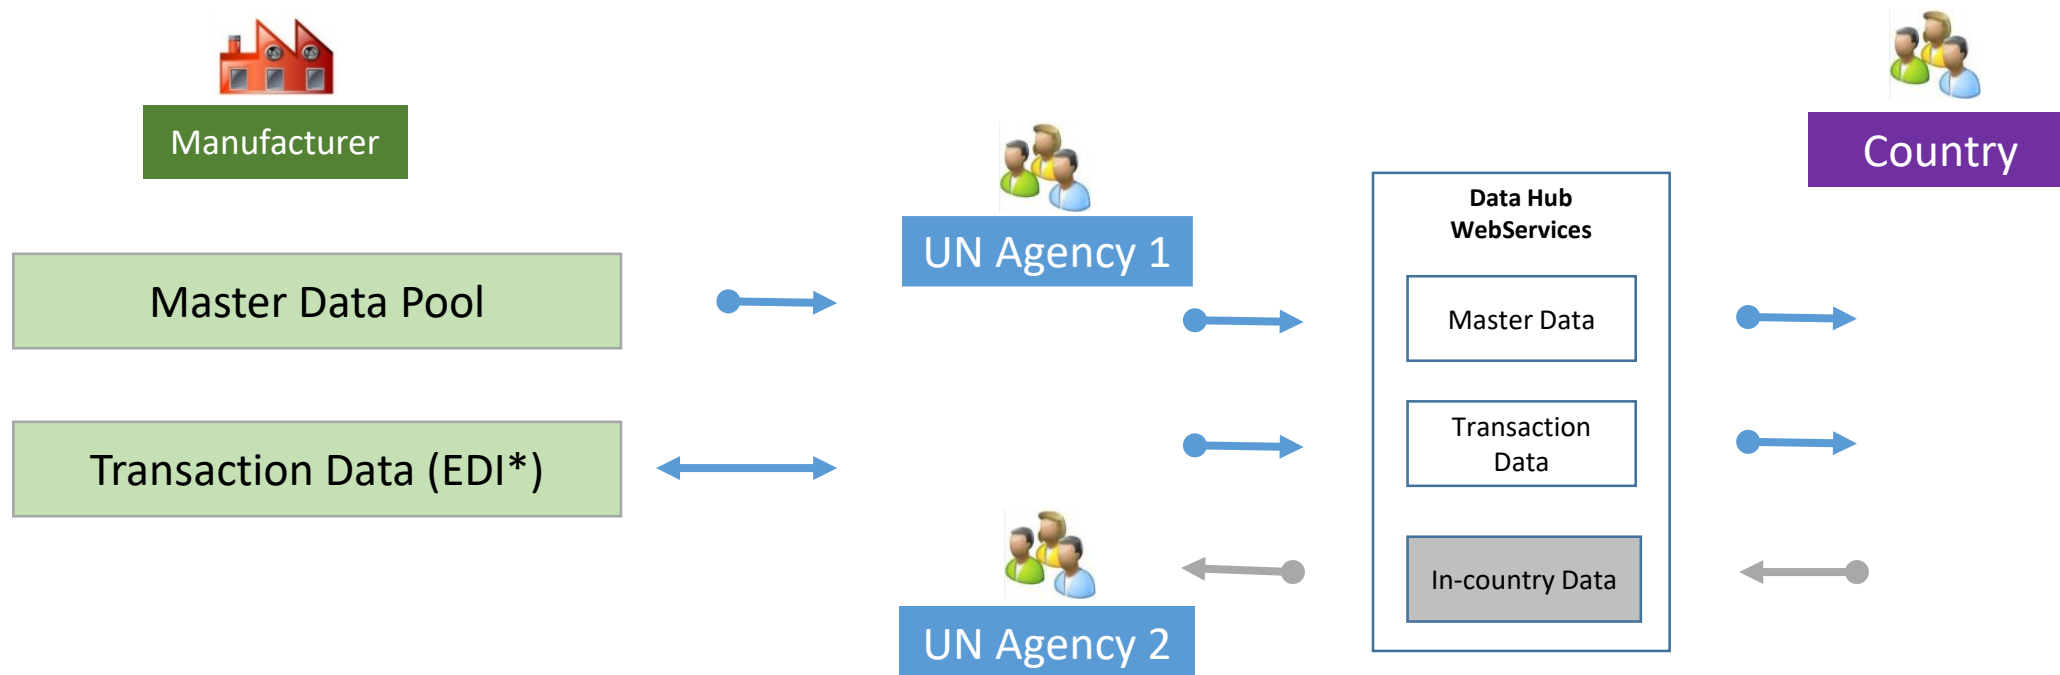 Manufacturer
Master Data Pool
Transaction Data (EDI*)
UN Agency 1
UN Agency 2
Data Hub
WebServices
Master Data
Transaction
Data
In-country Data
Country